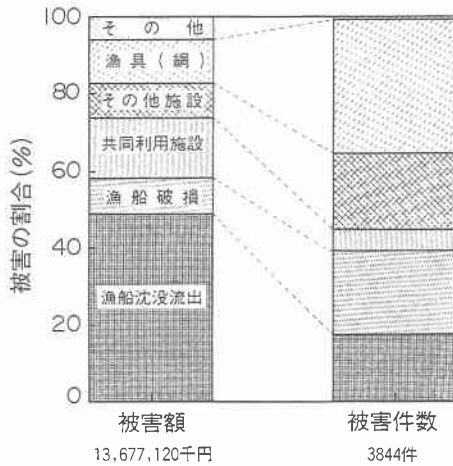 被害の割合(%)
100
80
60
40
20
0
その他
漁具(網)
その他施設
共同利用施設
漁船破損
漁船沈没流出
被害額
13,677,120千円
被害件数
3844件